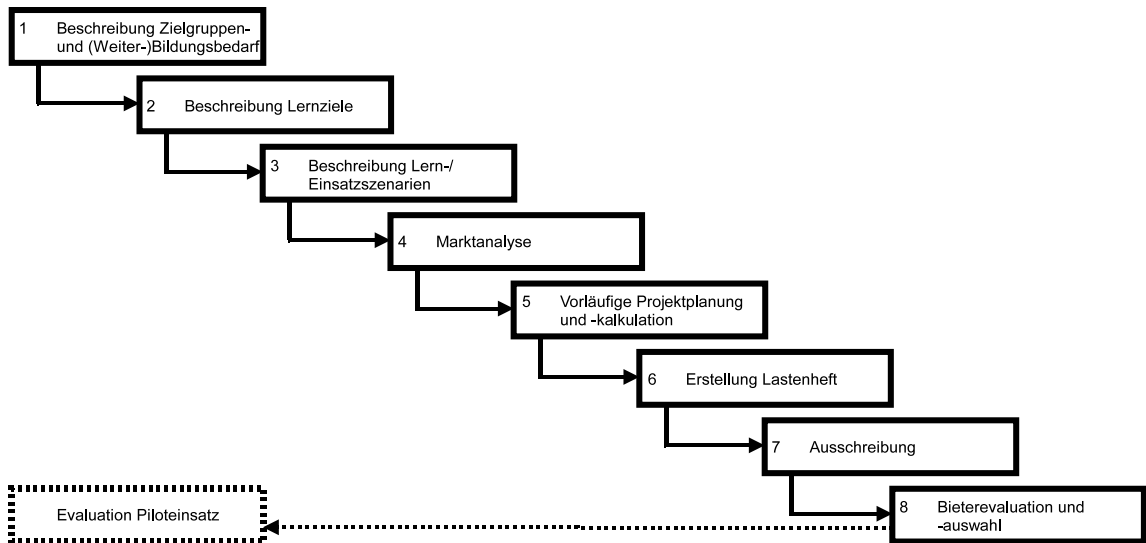 1 Beschreibung Zielgruppen-
und (Weiter-)Bildungsbedarf
2 Beschreibung Lernziele
3 Beschreibung Lern-/
Einsatzszenarien
4 Marktanalyse
5 Vorläufige Projektplanung
und -kalkulation
6 Erstellung Lastenheft
7 Ausschreibung
8 Bieterevaluation und
-auswahl
Evaluation Piloteinsatz